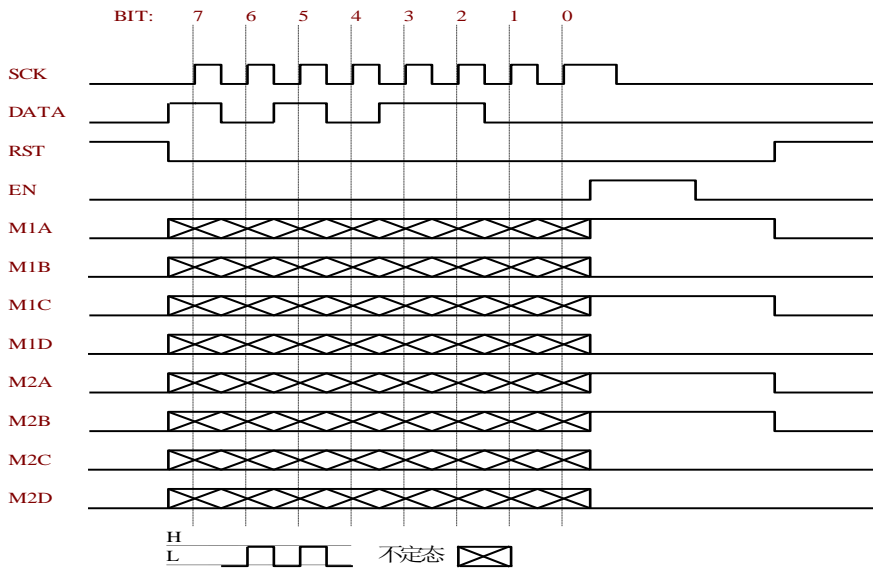 BIT: 7 6 5 4 3 2 1 0
SCK
DATA
RST
EN
M1A
M1B
M1C
M1D
M2A
M2B
M2C
M2D
H
L 不定态